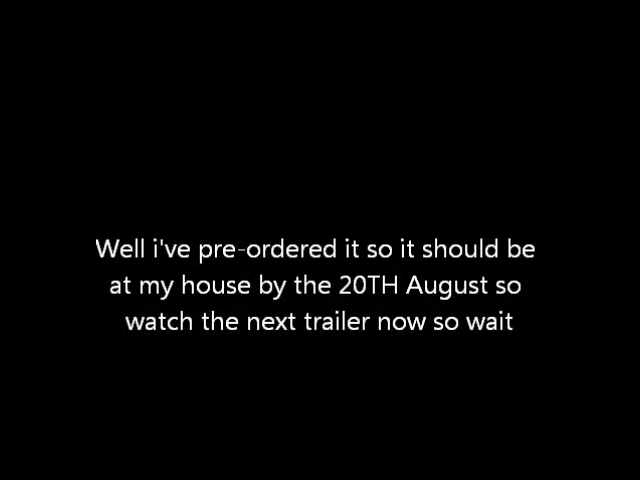 Well i've pre-ordered it so it should be
at my house by the 20TH August so
watch the next trailer now so wait